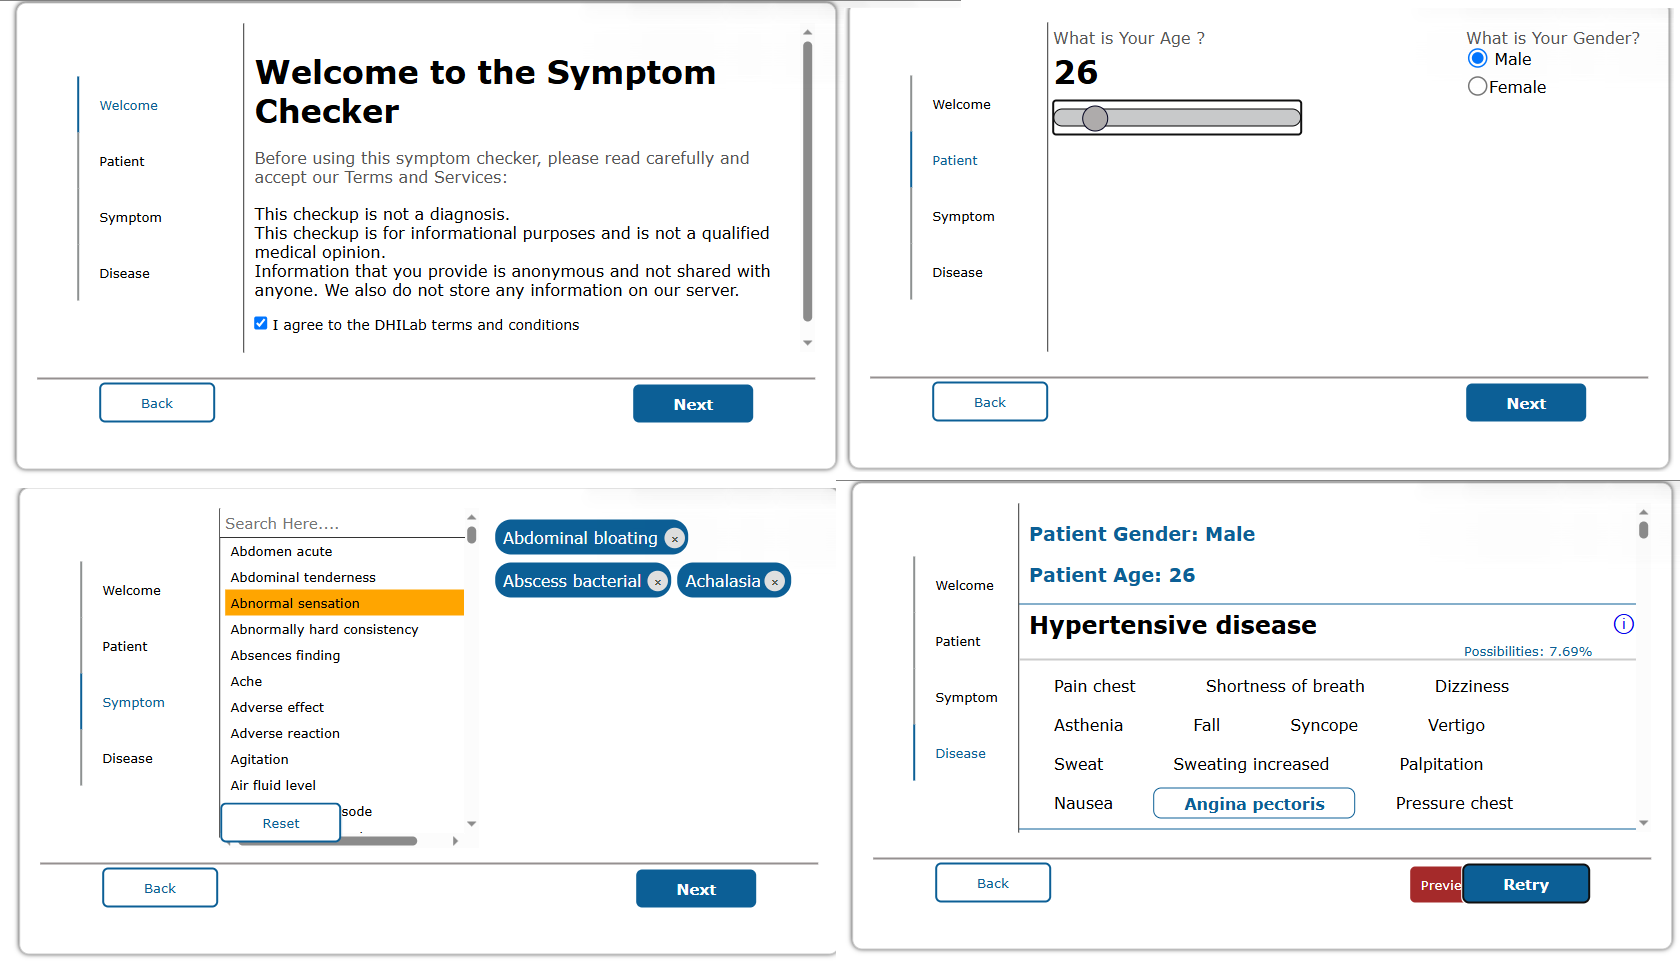 Welcome
Patient
Symptom
Disease
Welcome to the Symptom
Checker
Before using this symptom checker, please read carefully and
accept our Terms and Services:
This checkup is not a diagnosis.
This checkup is for informational purposes and is not a qualified
medical opinion.
Information that you provide is anonymous and not shared with
anyone. We also do not store any information on our server.
I agree to the DHILab terms and conditions
Back
Next
Welcome
Patient
Symptom
Disease
What is Your Age ?
26
What is Your Gender?
Male
Female
Back
Next
Welcome
Patient
Symptom
Disease
Search Here....
Abdomen acute
Abdominal tenderness
Abnormal sensation
Abnormally hard consistency
Absences finding
Ache
Adverse effect
Adverse reaction
Agitation
Air fluid level
sode
Reset
Abdominal bloating ×
Abscess bacterial × Achalasia ×
Back
Next
Welcome
Patient
Symptom
Disease
Patient Gender: Male
Patient Age: 26
Hypertensive disease
i
Possibilities: 7.69%
Pain chest Shortness of breath Dizziness
Asthenia Fall Syncope Vertigo
Sweat Sweating increased Palpitation
Nausea Angina pectoris Pressure chest
Back
Previe
Retry